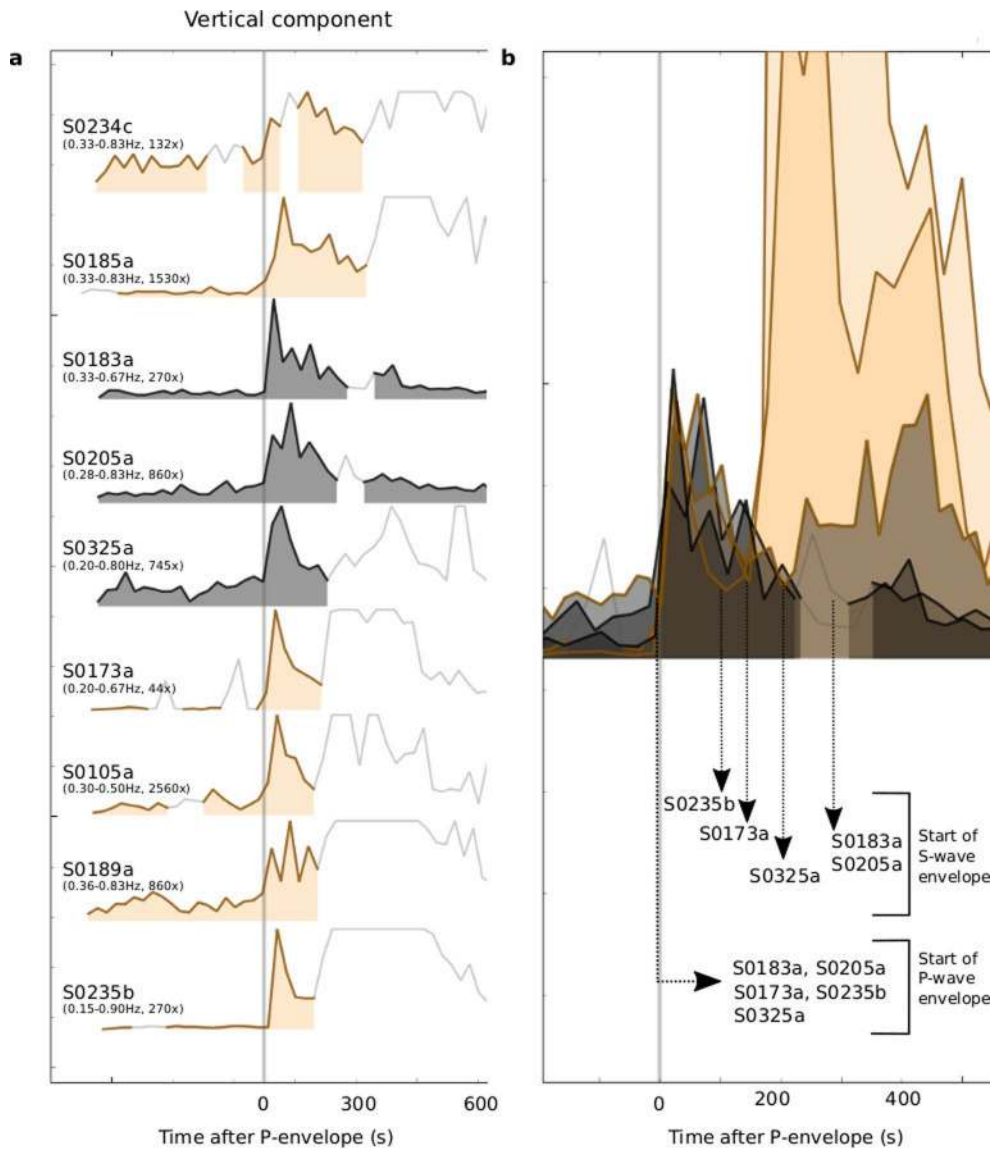 Vertical component
a
S0234c
(0.33-0.83Hz, 132x)
S0185a
(0.33-0.83Hz, 1530x)
S0183a
(0.33-0.67Hz, 270x)
S0205a
(0.28-0.83Hz, 860x)
S0325a
(0.20-0.80Hz, 745x)
S0173a
(0.20-0.67Hz, 44x)
S0105a
(0.30-0.50Hz, 2560x)
S0189a
(0.36-0.83Hz, 860x)
S0235b
(0.15-0.90Hz, 270x)
0 300 600
Time after P-envelope (s)
b
S0235b
S0173a
S0325a
S0183a
S0205a
Start of
S-wave
envelope
S0183a, S0205a
S0173a, S0235b
S0325a
Start of
P-wave
envelope
0 200 400
Time after P-envelope (s)